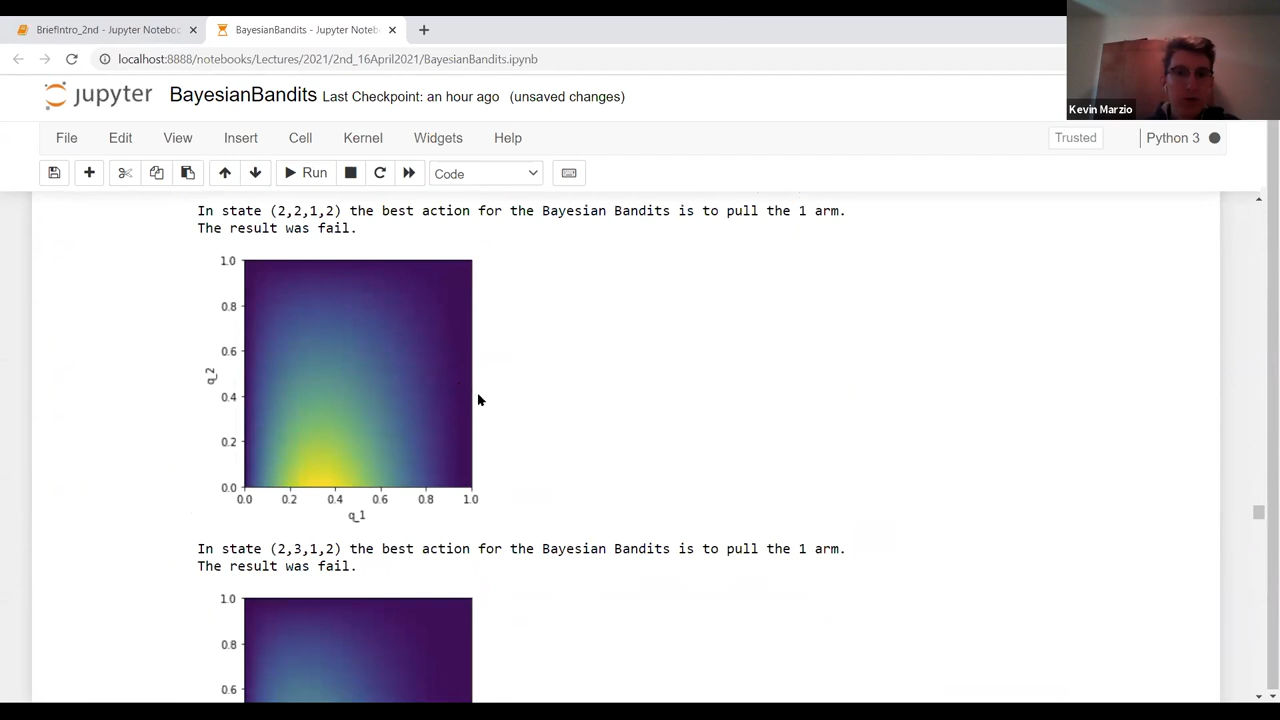 BriefIntro_2nd - Jupyter Noteboo
BayesianBandits - Jupyter Noteb
localhost:8888/notebooks/Lectures/2021/2nd_16April2021/BayesianBandits.ipynb
Kevin Marzio
jupyter BayesianBandits Last Checkpoint: an hour ago (unsaved changes)
File Edit View Insert Cell Kernel Widgets Help Trusted Python 3
Run Code
In state (2,2,1,2) the best action for the Bayesian Bandits is to pull the 1 arm.
The result was fail.
1.0
0.8
0.6
q_2
0.4
0.2
0.0
0.0 0.2 0.4 0.6 0.8 1.0
q_1
In state (2,3,1,2) the best action for the Bayesian Bandits is to pull the 1 arm.
The result was fail.
1.0
0.8
0.6